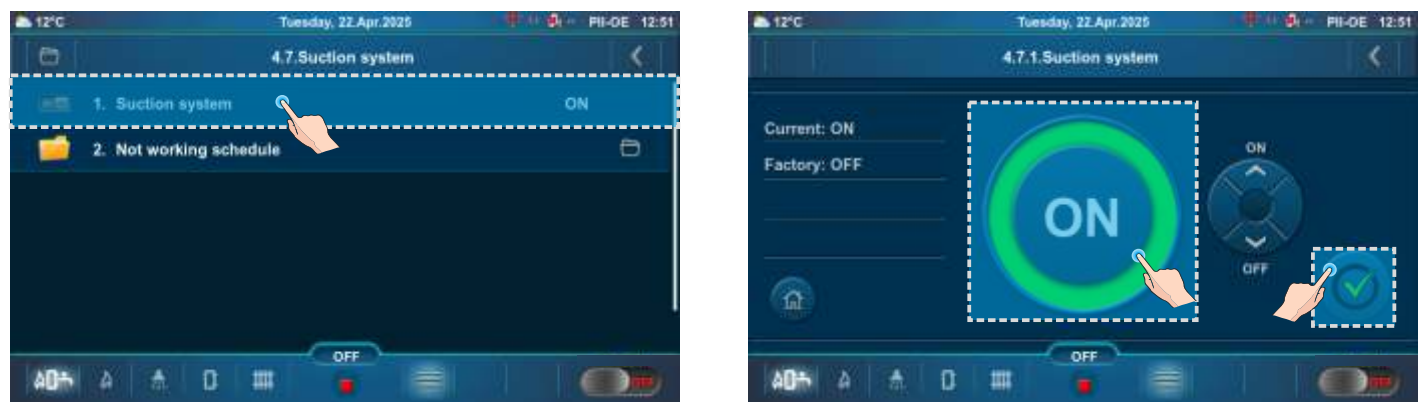 12°C Tuesday, 22.Apr.2025 PII-OE 12:51
4.7.Suction system
1. Suction system ON
2. Not working schedule
OFF
12°C Tuesday, 22.Apr.2025 PII-OE 12:51
4.7.1.Suction system
Current: ON
Factory: OFF
ON
ON
OFF
OFF